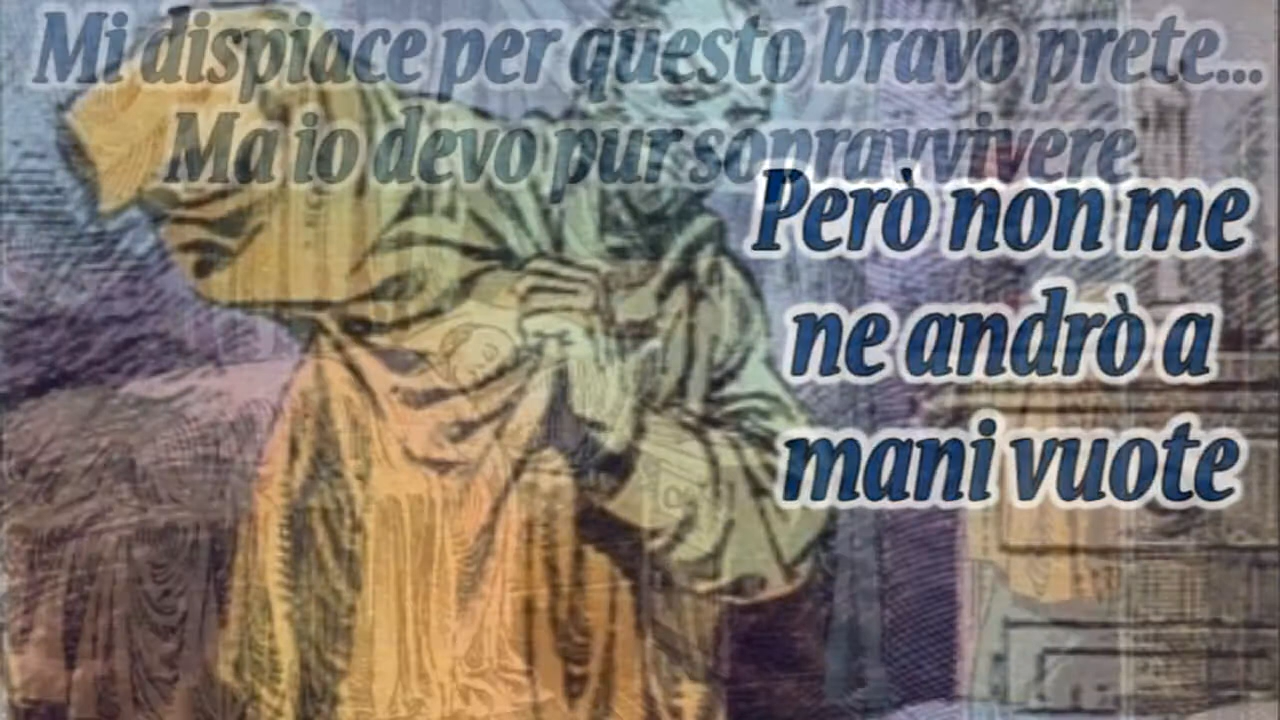 Mi dispiace per questo bravo prete...
Ma io devo pur sopravvivere
Però non me
ne andrò a
mani vuote